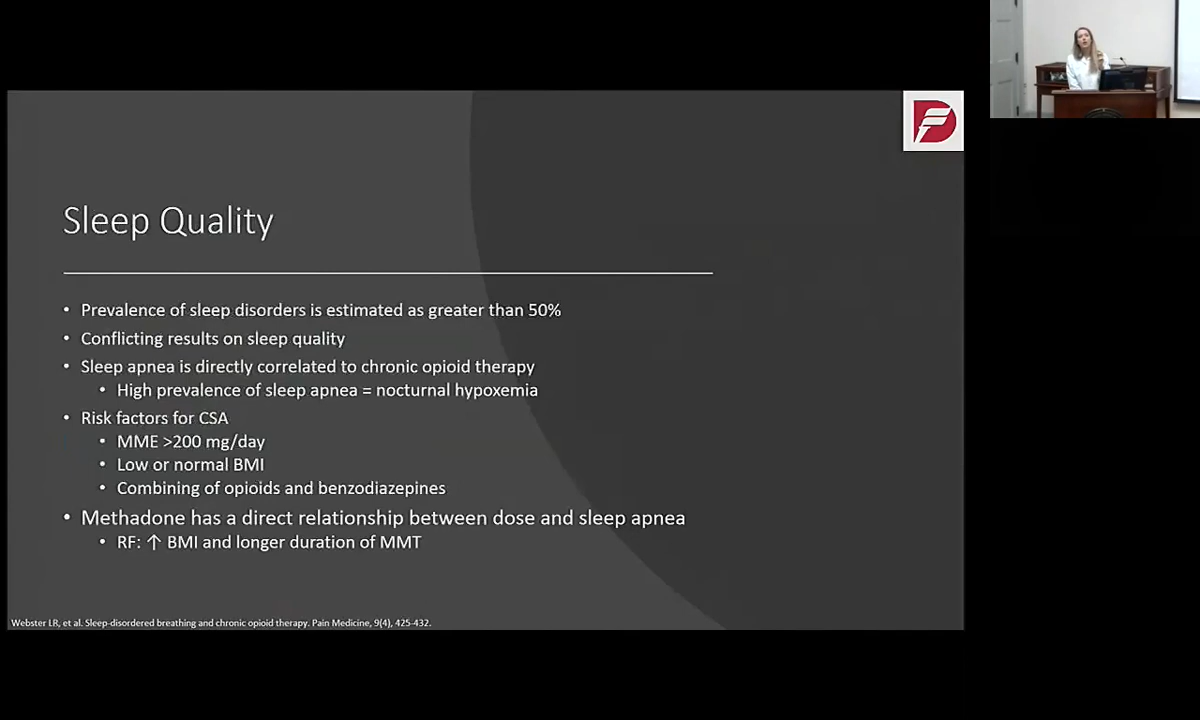 Sleep Quality
• Prevalence of sleep disorders is estimated as greater than 50%
• Conflicting results on sleep quality
• Sleep apnea is directly correlated to chronic opioid therapy
• High prevalence of sleep apnea = nocturnal hypoxemia
• Risk factors for CSA
• MME >200 mg/day
• Low or normal BMI
• Combining of opioids and benzodiazepines
• Methadone has a direct relationship between dose and sleep apnea
• RF: ↑ BMI and longer duration of MMT
Webster LR, et al. Sleep-disordered breathing and chronic opioid therapy. Pain Medicine, 9(4), 425-432.